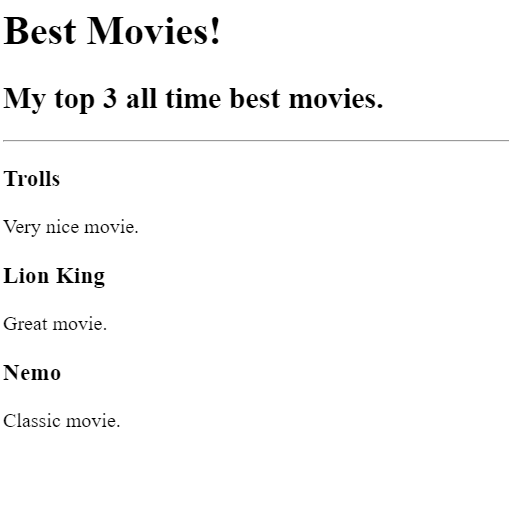 Best Movies!
My top 3 all time best movies.
Trolls
Very nice movie.
Lion King
Great movie.
Nemo
Classic movie.